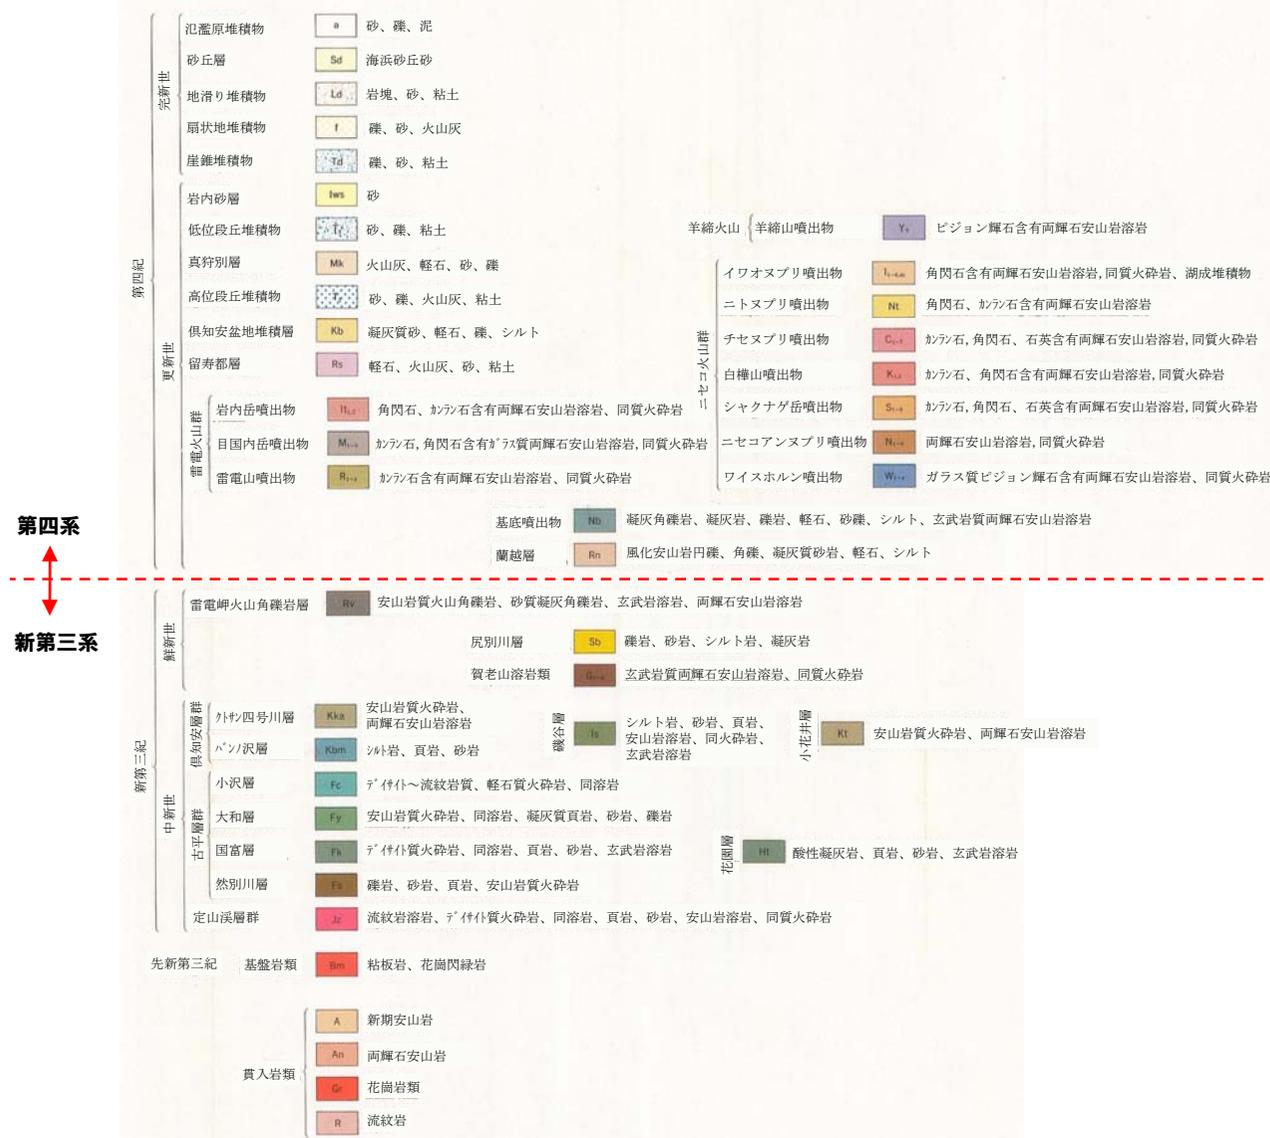 第四紀
完新世
氾濫原堆積物 a 砂、礫、泥
砂丘層 Sd 海浜砂丘砂
地滑り堆積物 Ld 岩塊、砂、粘土
扇状地堆積物 f 礫、砂、火山灰
崖錐堆積物 Td 礫、砂、粘土
更新世
岩内砂層 Iws 砂
低位段丘堆積物 砂、礫、粘土
真狩別層 Mk 火山灰、軽石、砂、礫
高位段丘堆積物 砂、礫、火山灰、粘土
倶知安盆地堆積層 Kb 凝灰質砂、軽石、礫、シルト
留寿都層 Rs 軽石、火山灰、砂、粘土
雷電火山群
岩内岳噴出物 角閃石、カンラン石含有両輝石安山岩溶岩、同質火砕岩
目国内岳噴出物 カンラン石,角閃石含有ガラス質両輝石安山岩溶岩,同質火砕岩
雷電山噴出物 カンラン石含有両輝石安山岩溶岩、同質火砕岩
羊締火山 羊締山噴出物 ピジョン輝石含有両輝石安山岩溶岩
ニセコ火山群
イワオヌプリ噴出物 角閃石含有両輝石安山岩溶岩,同質火砕岩、湖成堆積物
ニトヌプリ噴出物 Nt 角閃石、カンラン石含有両輝石安山岩溶岩
チセヌプリ噴出物 カンラン石,角閃石、石英含有両輝石安山岩溶岩,同質火砕岩
白樺山噴出物 カンラン石、角閃石含有両輝石安山岩溶岩,同質火砕岩
シャクナゲ岳噴出物 カンラン石,角閃石、石英含有両輝石安山岩溶岩,同質火砕岩
ニセコアンヌプリ噴出物 両輝石安山岩溶岩,同質火砕岩
ワイスホルン噴出物 ガラス質ピジョン輝石含有両輝石安山岩溶岩、同質火砕岩
基底噴出物 Nb 凝灰角礫岩、凝灰岩、礫岩、軽石、砂礫、シルト、玄武岩質両輝石安山岩溶岩
蘭越層 Rn 風化安山岩円礫、角礫、凝灰質砂岩、軽石、シルト
第四系
新第三系
新第三紀
鮮新世
雷電岬火山角礫岩層 Rv 安山岩質火山角礫岩、砂質凝灰角礫岩、玄武岩溶岩、両輝石安山岩溶岩
尻別川層 Sb 礫岩、砂岩、シルト岩、凝灰岩
賀老山溶岩類 玄武岩質両輝石安山岩溶岩、同質火砕岩
中新世
倶知安層群
クトサン四号川層 Kka 安山岩質火砕岩、
両輝石安山岩溶岩
バンノ沢層 Kbm シルト岩、頁岩、砂岩
磯谷層 Is シルト岩、砂岩、頁岩、
安山岩溶岩、同火砕岩、
玄武岩溶岩
小花井層 Kt 安山岩質火砕岩、両輝石安山岩溶岩
古平層群
小沢層 Fc デイサイト～流紋岩質、軽石質火砕岩、同溶岩
大和層 Fy 安山岩質火砕岩、同溶岩、凝灰質頁岩、砂岩、礫岩
国富層 Fk デイサイト質火砕岩、同溶岩、頁岩、砂岩、玄武岩溶岩
然別川層 Fs 礫岩、砂岩、頁岩、安山岩質火砕岩
花園層 Ht 酸性凝灰岩、頁岩、砂岩、玄武岩溶岩
定山渓層群 Jz 流紋岩溶岩、デイサイト質火砕岩、同溶岩、頁岩、砂岩、安山岩溶岩、同質火砕岩
先新第三紀 基盤岩類 Bm 粘板岩、花崗閃緑岩
貫入岩類
A 新期安山岩
An 両輝石安山岩
Gr 花崗岩類
R 流紋岩